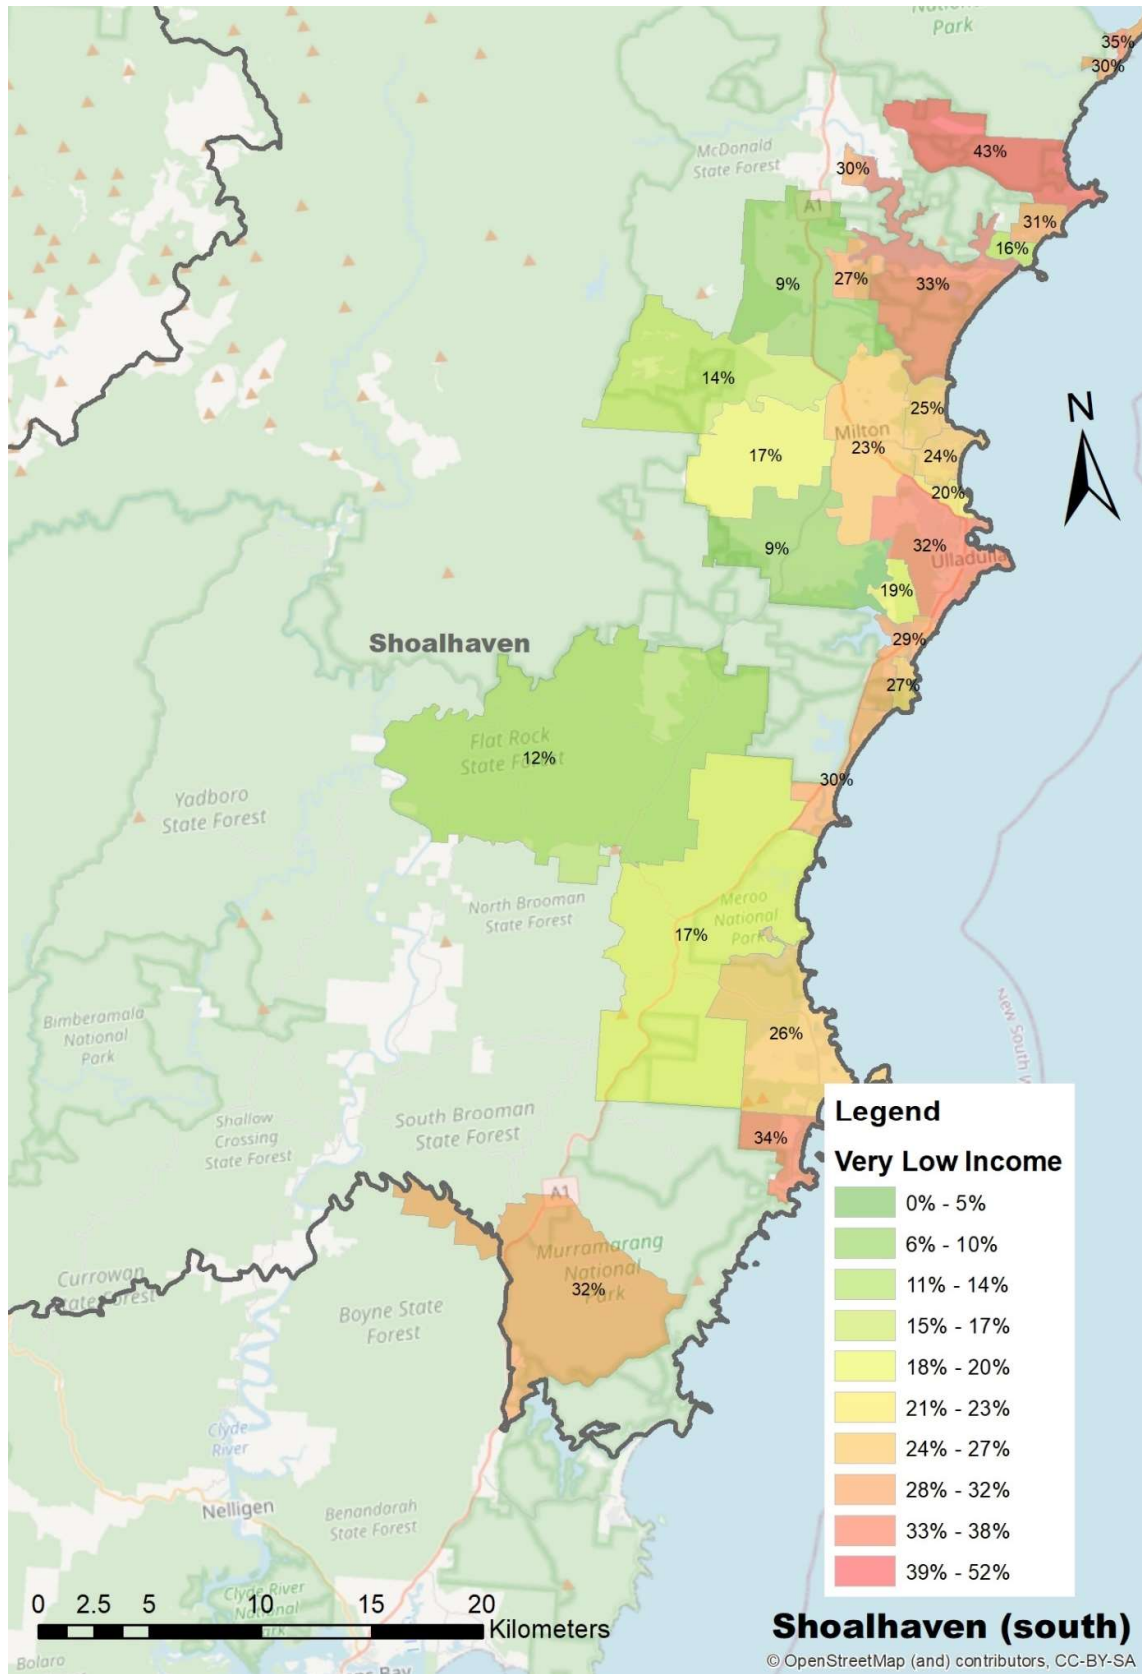 National
Park
35%
30%
McDonald
State Forest
43%
30%
A1
31%
16%
9%
27%
33%
14%
25%
N
Milton
23%
24%
17%
20%
9%
32%
Ulladulla
19%
Shoalhaven
29%
27%
Flat Rock
State Forest
12%
30%
Yadboro
State Forest
Meroo
National
Park
North Brooman
State Forest
17%
Bimberamala
National
Park
26%
New South W
Shallow
Crossing
State Forest
South Brooman
State Forest
34%
A1
Murramarang
National
Park
32%
Currowan
State Forest
Boyne State
Forest
Clyde
River
Nelligen
Benandarah
State Forest
Clyde River
National
Park
Bolaro
Legend
Very Low Income
0% - 5%
6% - 10%
11% - 14%
15% - 17%
18% - 20%
21% - 23%
24% - 27%
28% - 32%
33% - 38%
39% - 52%
0 2.5 5 10 15 20
Kilometers
Bay
Shoalhaven (south)
© OpenStreetMap (and) contributors, CC-BY-SA